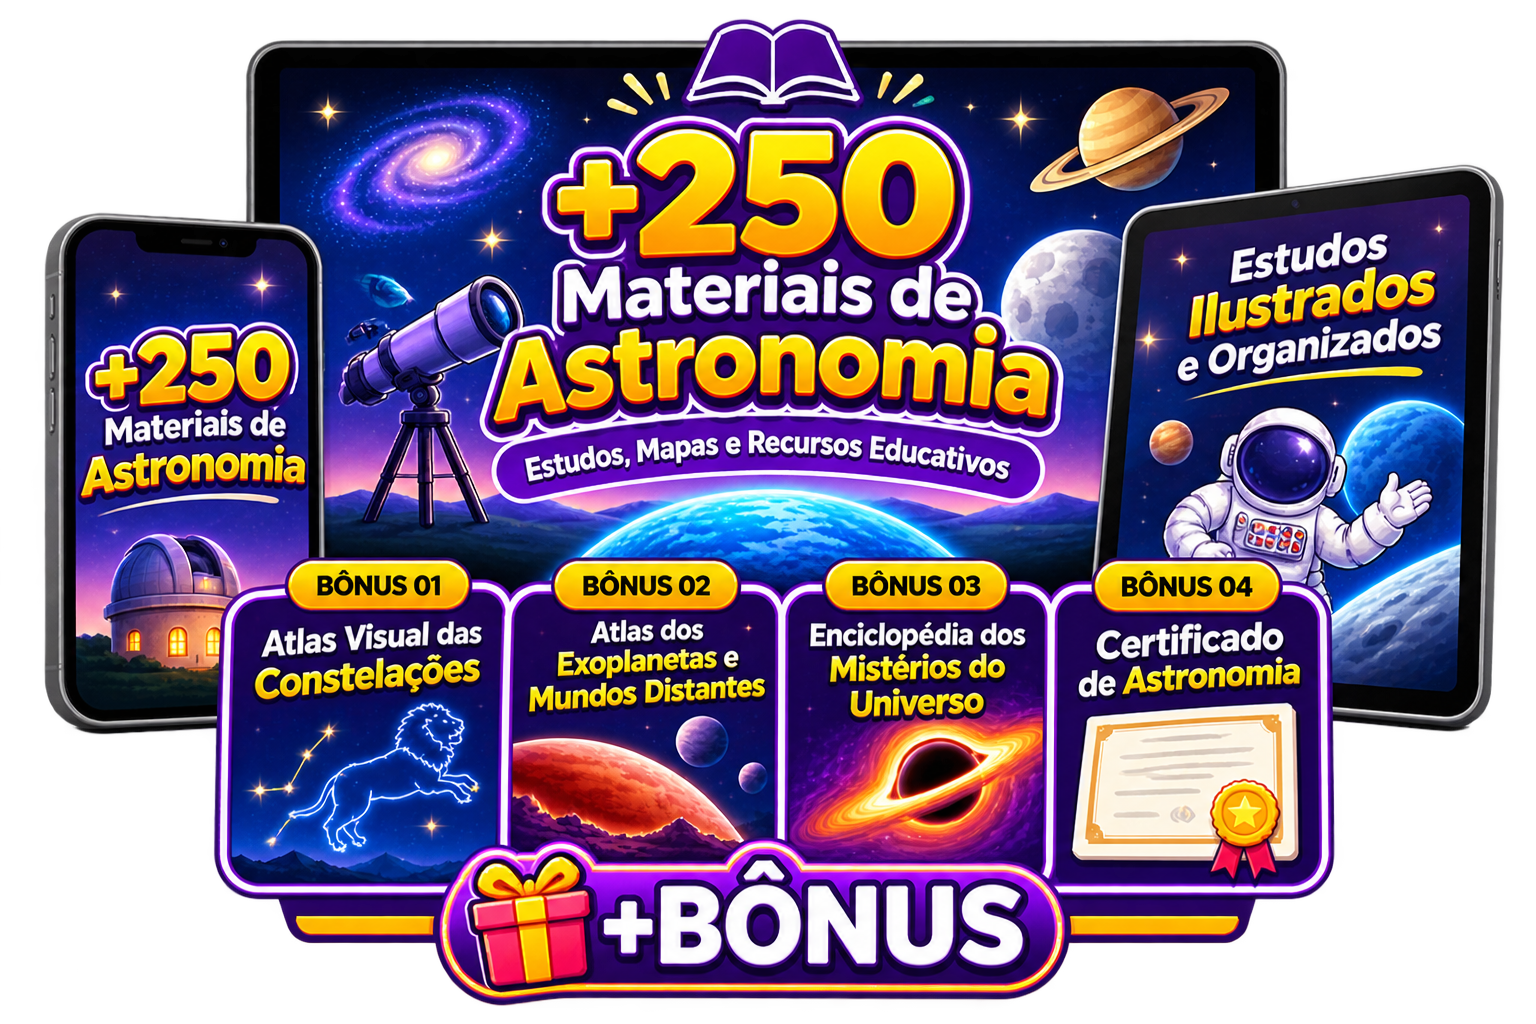 +250
Materiais de
Astronomia
Estudos, Mapas e Recursos Educativos
+250
Materiais de
Astronomia
Estudos
Ilustrados
e Organizados
BÔNUS 01
Atlas Visual das
Constelações
BÔNUS 02
Atlas dos
Exoplanetas e
Mundos Distantes
BÔNUS 03
Enciclopédia dos
Mistérios do
Universo
BÔNUS 04
Certificado
de Astronomia
+BÔNUS